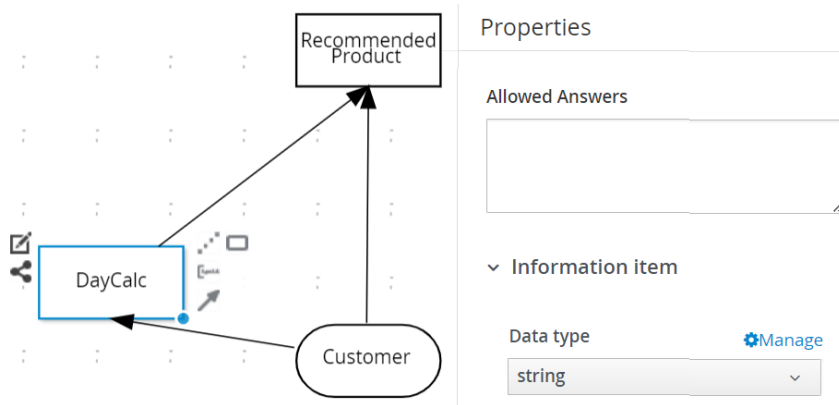 Recommended
Product
DayCalc
Customer
Properties
Allowed Answers
Information item
Data type
Manage
string